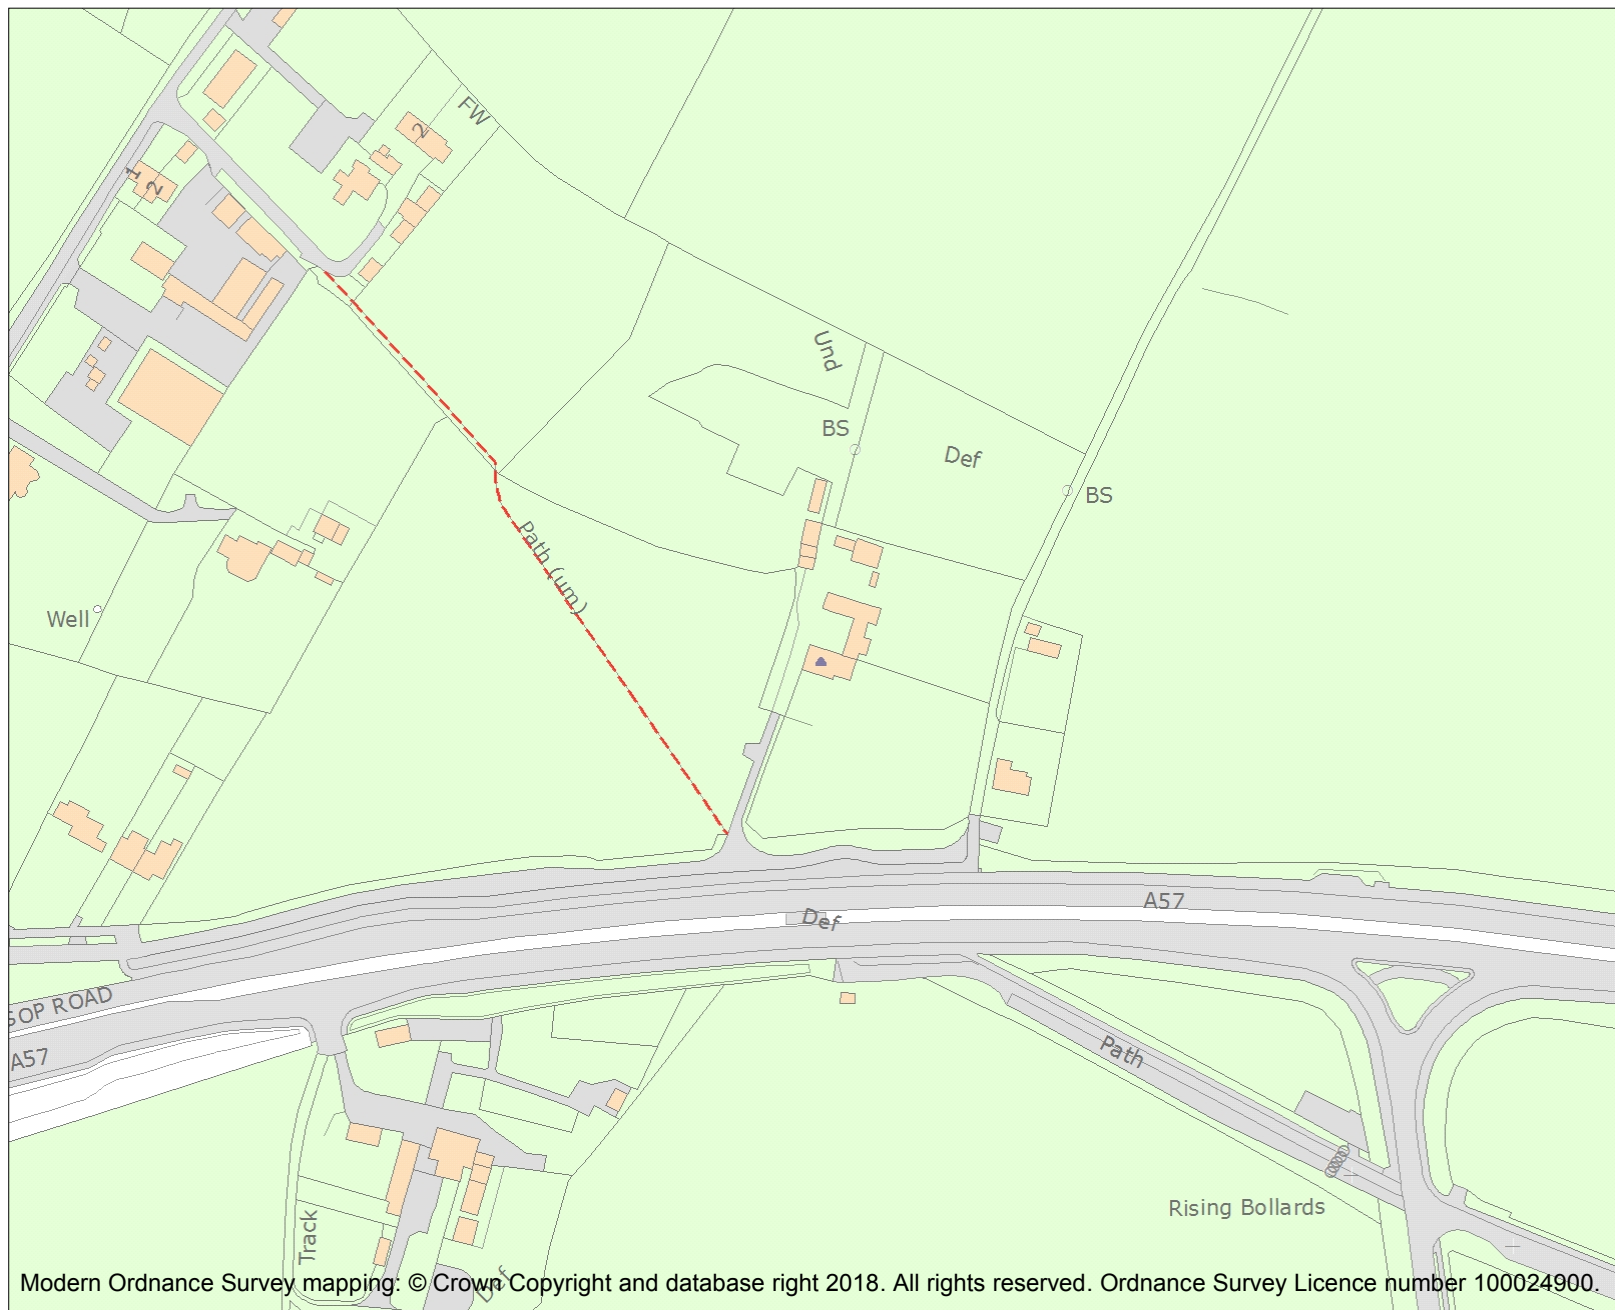 FW
2
1
2
Und
BS
Def
BS
Path (um)
Well
A57
Def
SOP ROAD
A57
Path
Rising Bollards
Track
Def
Modern Ordnance Survey mapping: © Crown Copyright and database right 2018. All rights reserved. Ordnance Survey Licence number 100024900.